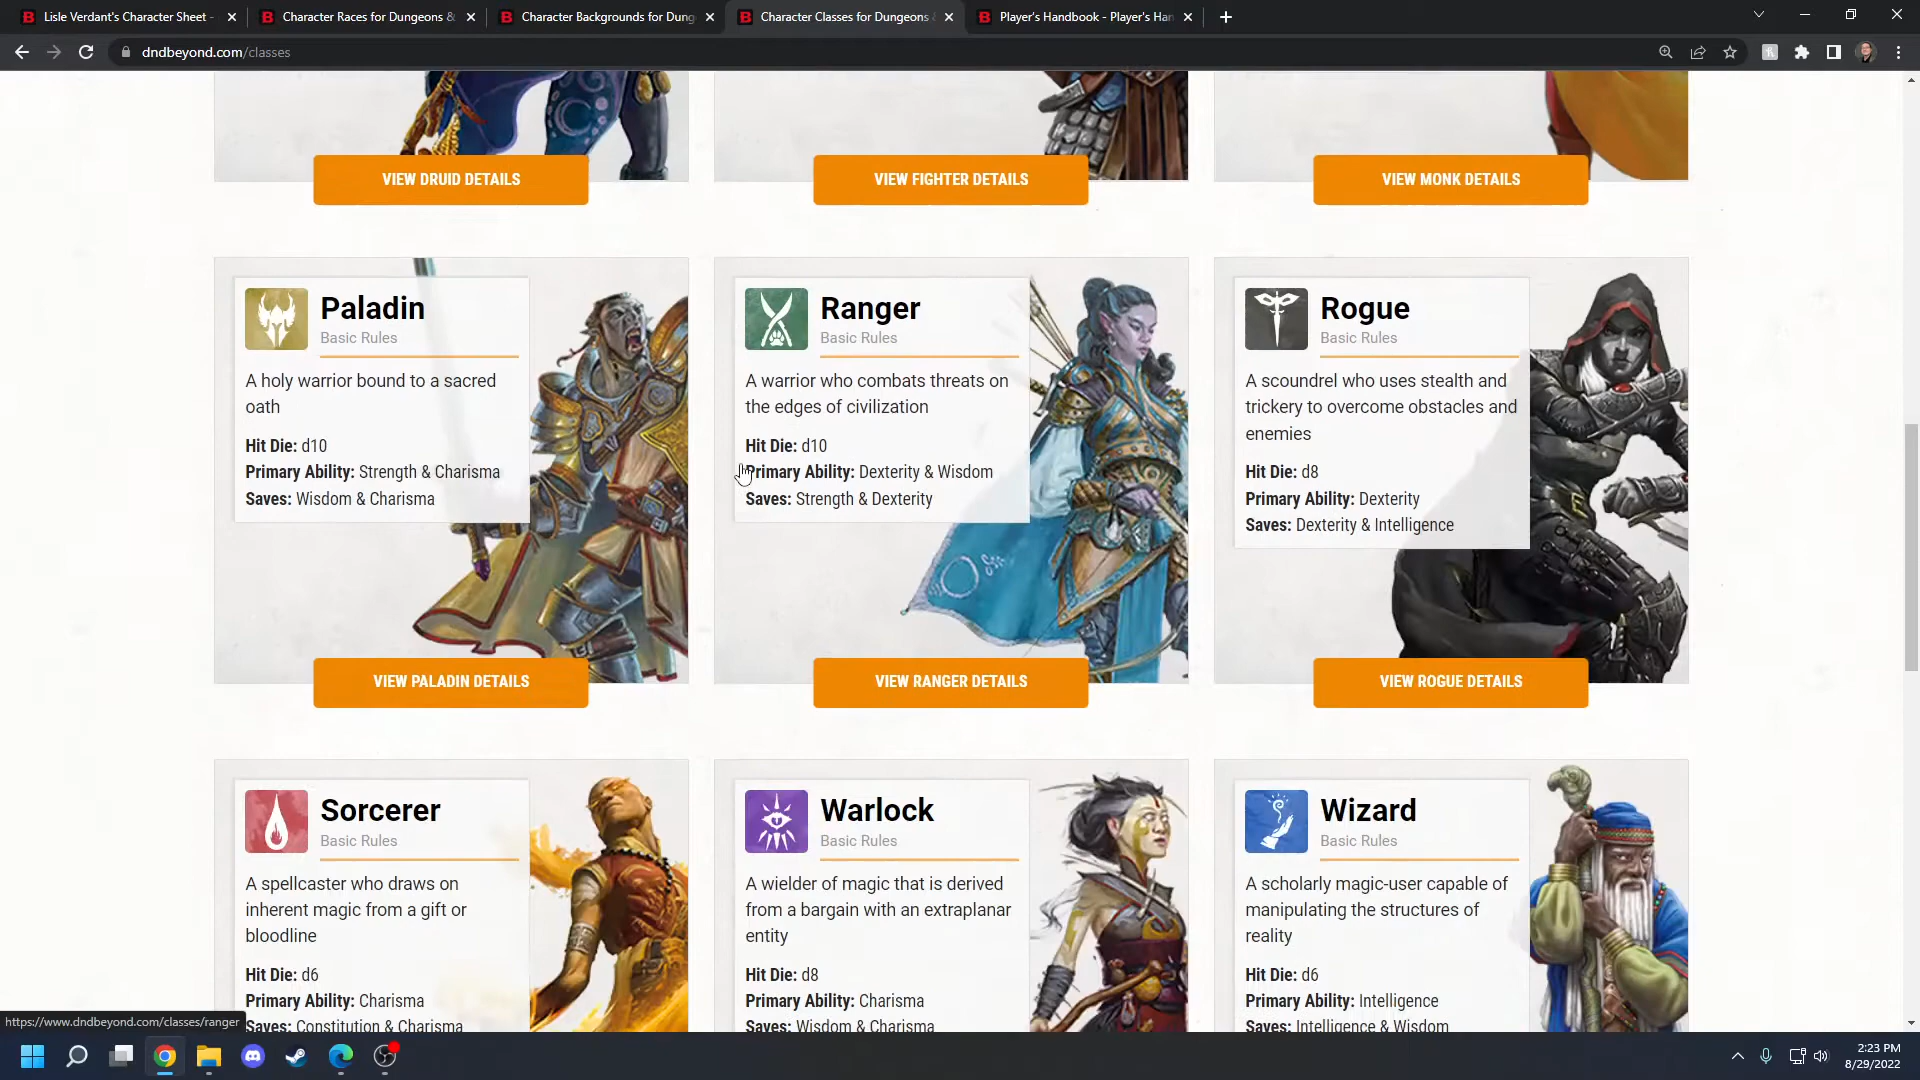 Lisle Verdant's Character Sheet -
Character Races for Dungeons &
Character Backgrounds for Dung
Character Classes for Dungeons &
Player's Handbook - Player's Han
dndbeyond.com/classes
VIEW DRUID DETAILS
VIEW FIGHTER DETAILS
VIEW MONK DETAILS
Paladin
Basic Rules
A holy warrior bound to a sacred
oath
Hit Die: d10
Primary Ability: Strength & Charisma
Saves: Wisdom & Charisma
VIEW PALADIN DETAILS
Ranger
Basic Rules
A warrior who combats threats on
the edges of civilization
Hit Die: d10
Primary Ability: Dexterity & Wisdom
Saves: Strength & Dexterity
VIEW RANGER DETAILS
Rogue
Basic Rules
A scoundrel who uses stealth and
trickery to overcome obstacles and
enemies
Hit Die: d8
Primary Ability: Dexterity
Saves: Dexterity & Intelligence
VIEW ROGUE DETAILS
Sorcerer
Basic Rules
A spellcaster who draws on
inherent magic from a gift or
bloodline
Hit Die: d6
Primary Ability: Charisma
Saves: Constitution & Charisma
Warlock
Basic Rules
A wielder of magic that is derived
from a bargain with an extraplanar
entity
Hit Die: d8
Primary Ability: Charisma
Saves: Wisdom & Charisma
Wizard
Basic Rules
A scholarly magic-user capable of
manipulating the structures of
reality
Hit Die: d6
Primary Ability: Intelligence
Saves: Intelligence & Wisdom
https://www.dndbeyond.com/classes/ranger
2:23 PM
8/29/2022